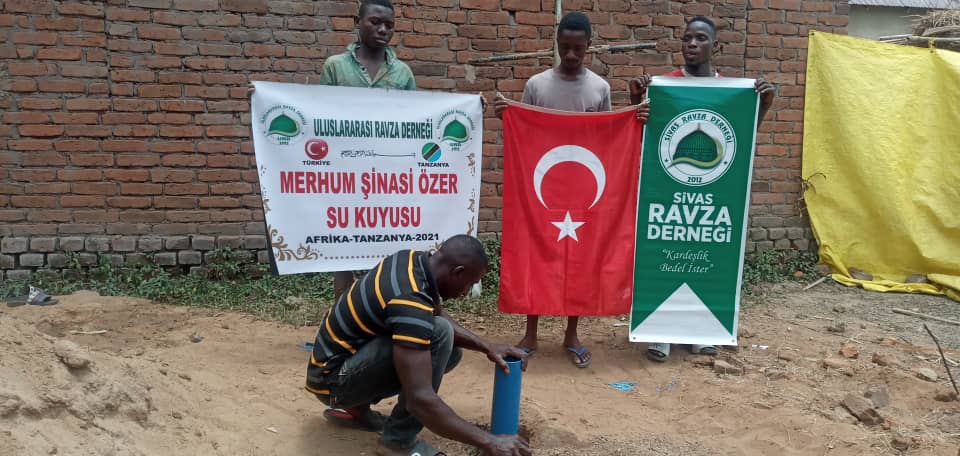 ULUSLARARASI RAVZA DERNEĞİ
TÜRKİYE
TANZANYA
MERHUM ŞİNASİ ÖZER
SU KUYUSU
AFRİKA-TANZANYA-2021
SİVAS RAVZA DERNEĞİ
2012
SİVAS
RAVZA
DERNEĞİ
"Kardeşlik
Bedel İster"